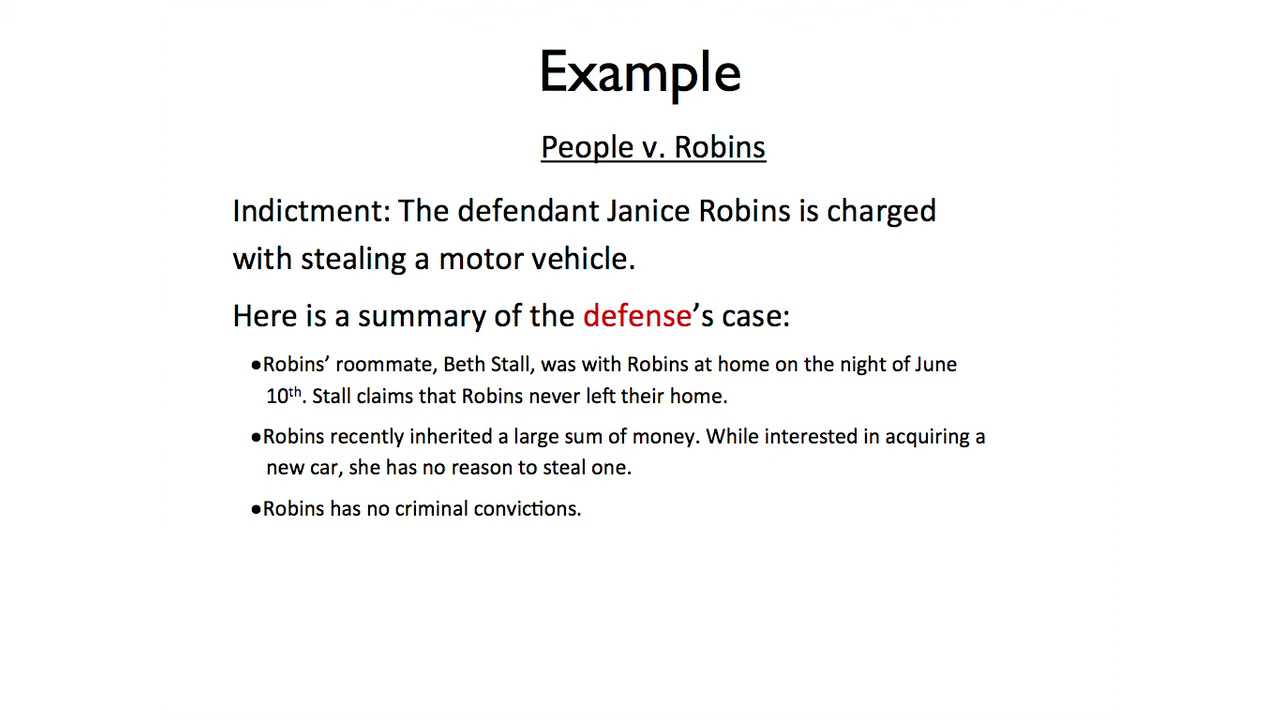 Example
People v. Robins
Indictment: The defendant Janice Robins is charged
with stealing a motor vehicle.
Here is a summary of the defense’s case:
•Robins’ roommate, Beth Stall, was with Robins at home on the night of June
10th. Stall claims that Robins never left their home.
•Robins recently inherited a large sum of money. While interested in acquiring a
new car, she has no reason to steal one.
•Robins has no criminal convictions.